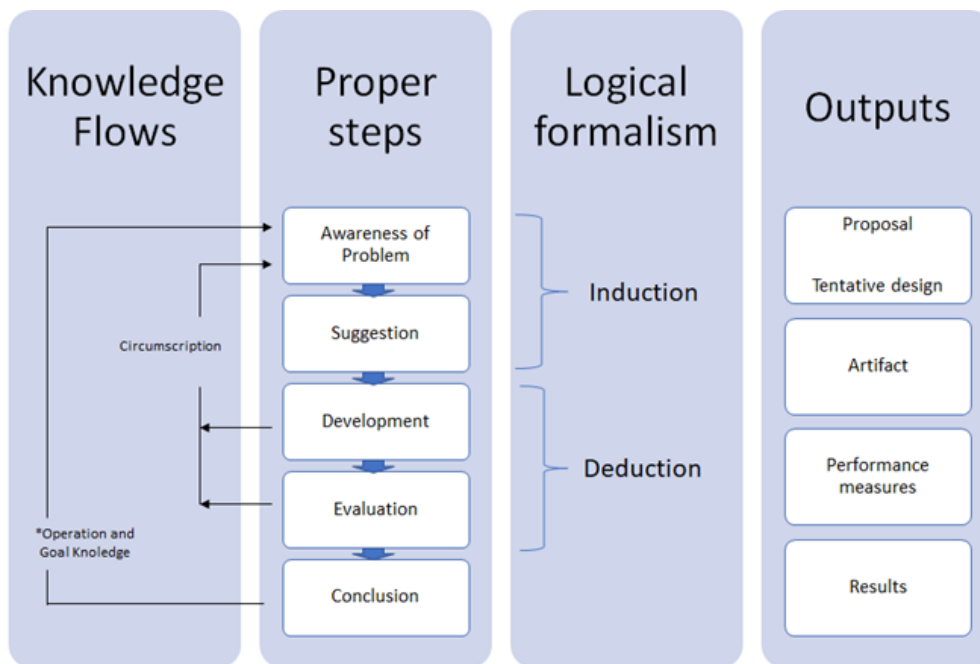 Knowledge
Flows
Circumscription
*Operation and
Goal Knoledge
Proper
steps
Awareness of
Problem
Suggestion
Development
Evaluation
Conclusion
Logical
formalism
Induction
Deduction
Outputs
Proposal
Tentative design
Artifact
Performance
measures
Results